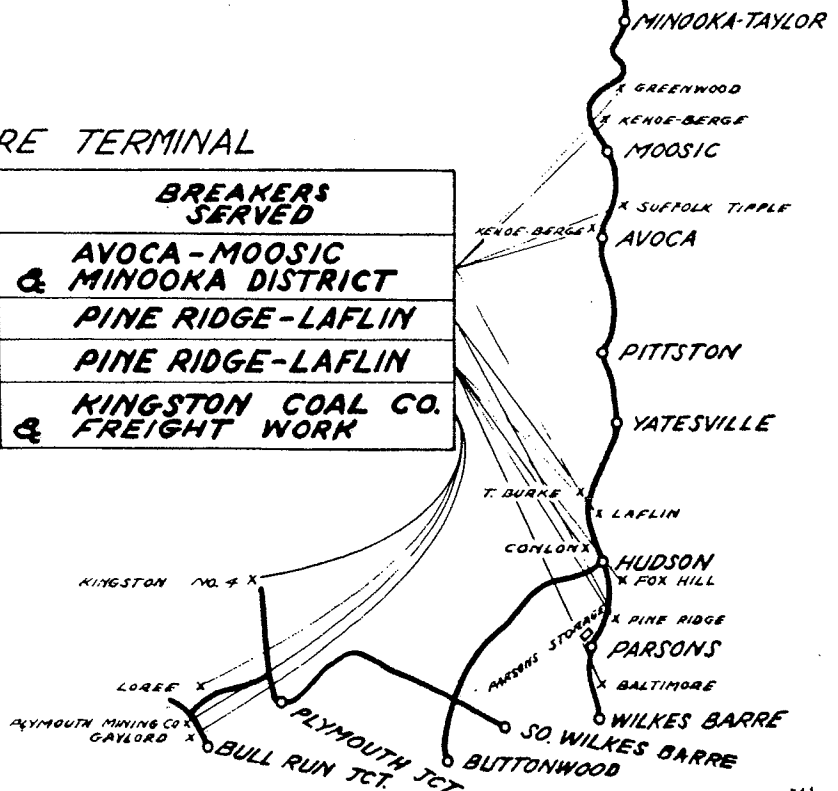 MINOOKA-TAYLOR
GREENWOOD
KEHOE-BERGE
MOOSIC
RE TERMINAL
BREAKERS
SERVED
SUFFOLK TIPPLE
KEHOE-BERGE
AVOCA
AVOCA-MOOSIC
& MINOOKA DISTRICT
PINE RIDGE-LAFLIN
PINE RIDGE-LAFLIN
KINGSTON COAL CO.
& FREIGHT WORK
PITTSTON
YATESVILLE
T. BURKE
LAFLIN
CONLON
HUDSON
FOX HILL
KINGSTON NO. 4
PINE RIDGE
PARSONS STORAGE
PARSONS
BALTIMORE
LOREE
PLYMOUTH MINING CO
GAYLORD
BULL RUN JCT.
PLYMOUTH JCT
SO. WILKES BARRE
WILKES BARRE
BUTTONWOOD